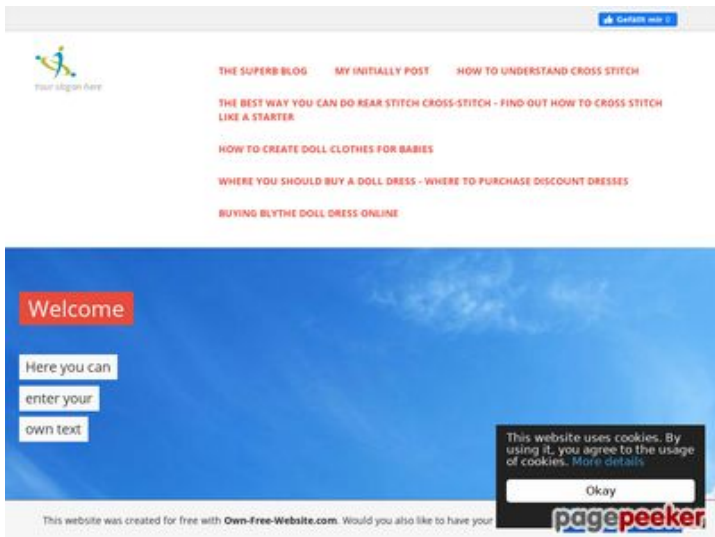 Gefällt mir 0
Your slogan here
THE SUPERB BLOG MY INITIALLY POST HOW TO UNDERSTAND CROSS STITCH
THE BEST WAY YOU CAN DO REAR STITCH CROSS-STITCH - FIND OUT HOW TO CROSS STITCH
LIKE A STARTER
HOW TO CREATE DOLL CLOTHES FOR BABIES
WHERE YOU SHOULD BUY A DOLL DRESS - WHERE TO PURCHASE DISCOUNT DRESSES
BUYING BLYTHE DOLL DRESS ONLINE
Welcome
Here you can
enter your
own text
This website uses cookies. By
using it, you agree to the usage
of cookies. More details
Okay
This website was created for free with Own-Free-Website.com. Would you also like to have your
pagepeeker